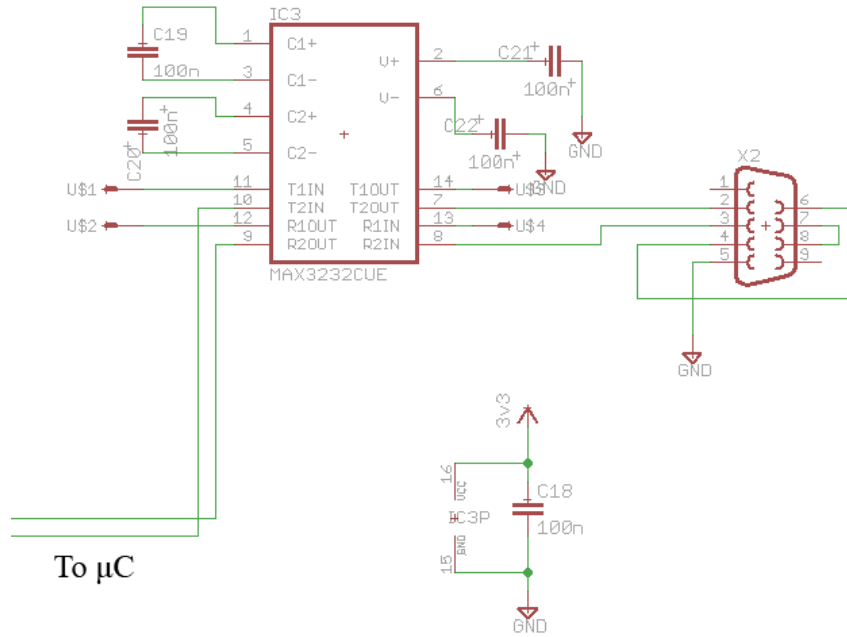 IC3
C19
100n
1
3
4
5
C1+
C1-
C2+
C2-
V+
V-
2
6
C21
100n
GND
C20
100n
C22
100n
GND
U$1
11
T1IN
T1OUT
14
10
T2IN
T2OUT
7
U$2
12
R1OUT
R1IN
13
U$4
9
R2OUT
R2IN
8
MAX3232CUE
X2
1
2
3
4
5
6
7
8
9
GND
3v3
16
VCC
IC3P
GND
15
C18
100n
GND
To µC